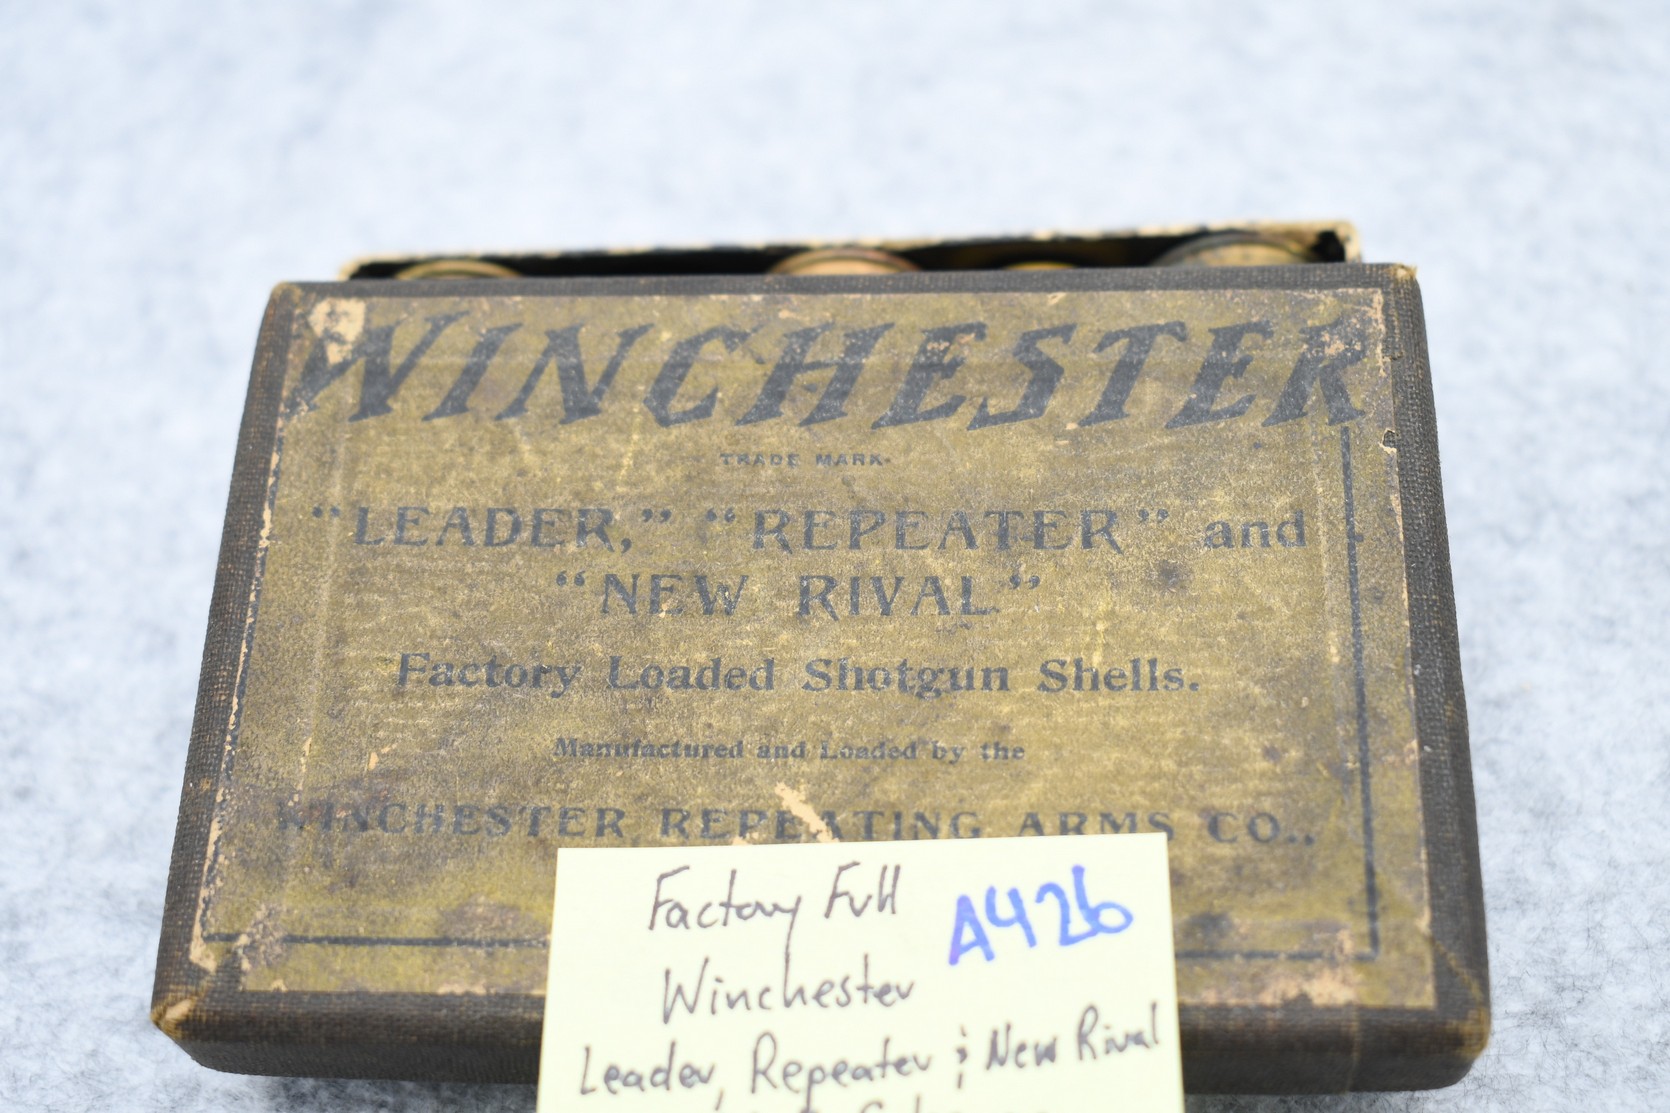 WINCHESTER
TRADE MARK.
"LEADER," "REPEATER" and
"NEW RIVAL"
Factory Loaded Shotgun Shells.
Manufactured and Loaded by the
WINCHESTER REPEATING ARMS CO.,
Factory Full
A426
Winchester
Leader, Repeater & New Rival